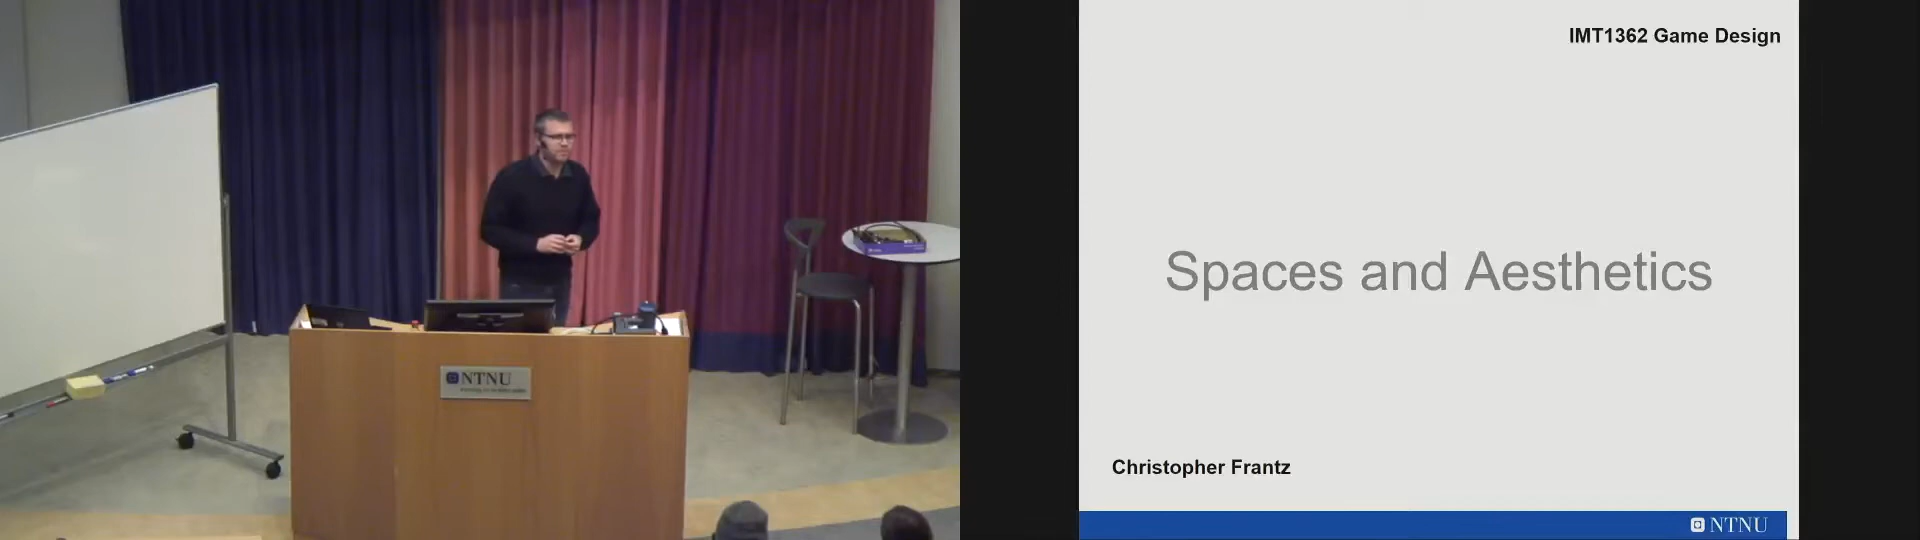 NTNU
IMT1362 Game Design
Spaces and Aesthetics
Christopher Frantz
NTNU